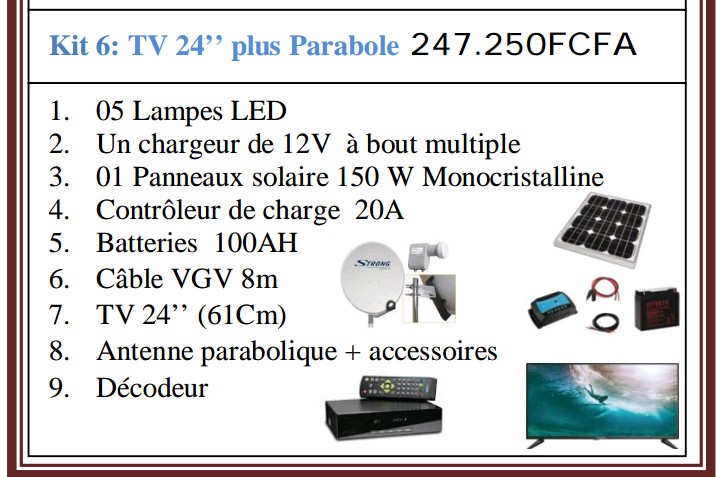 Kit 6: TV 24’’ plus Parabole 247.250FCFA
1. 05 Lampes LED
2. Un chargeur de 12V à bout multiple
3. 01 Panneaux solaire 150 W Monocristalline
4. Contrôleur de charge 20A
5. Batteries 100AH
6. Câble VGV 8m
7. TV 24’’ (61Cm)
8. Antenne parabolique + accessoires
9. Décodeur
STRONG